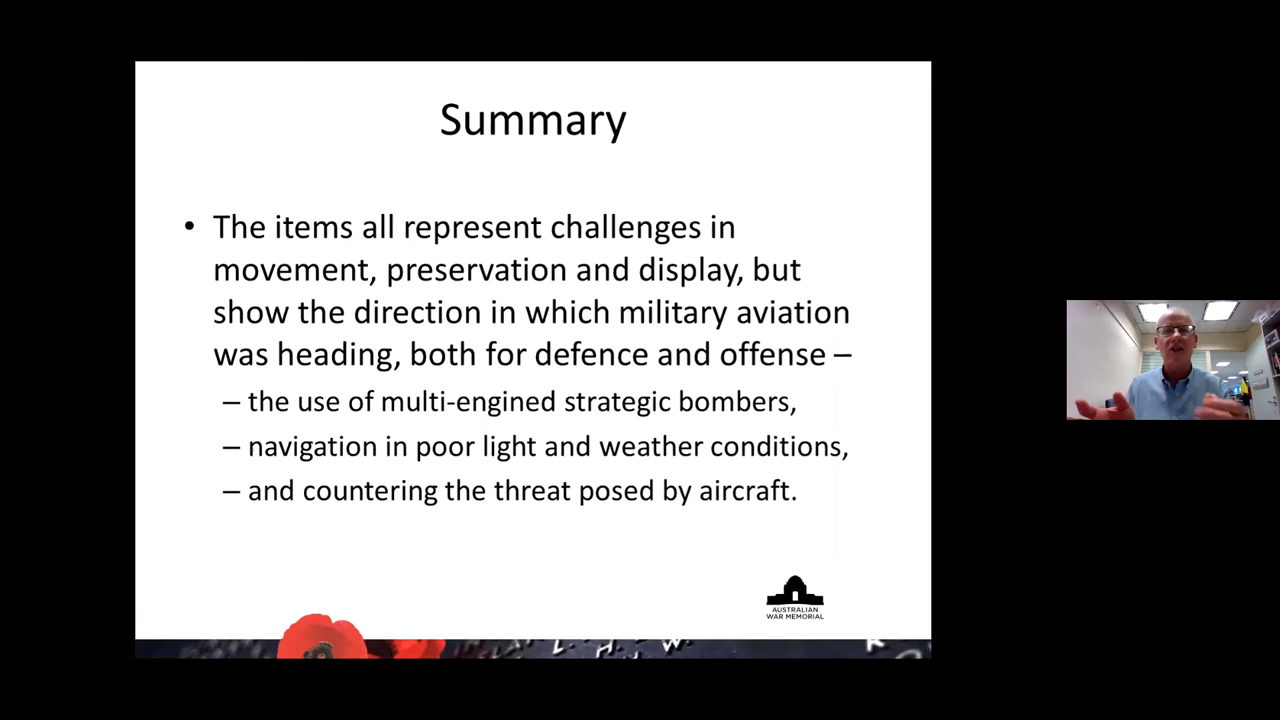 Summary
• The items all represent challenges in
movement, preservation and display, but
show the direction in which military aviation
was heading, both for defence and offense –
– the use of multi-engined strategic bombers,
– navigation in poor light and weather conditions,
– and countering the threat posed by aircraft.
AUSTRALIAN
WAR MEMORIAL
L. H. W.